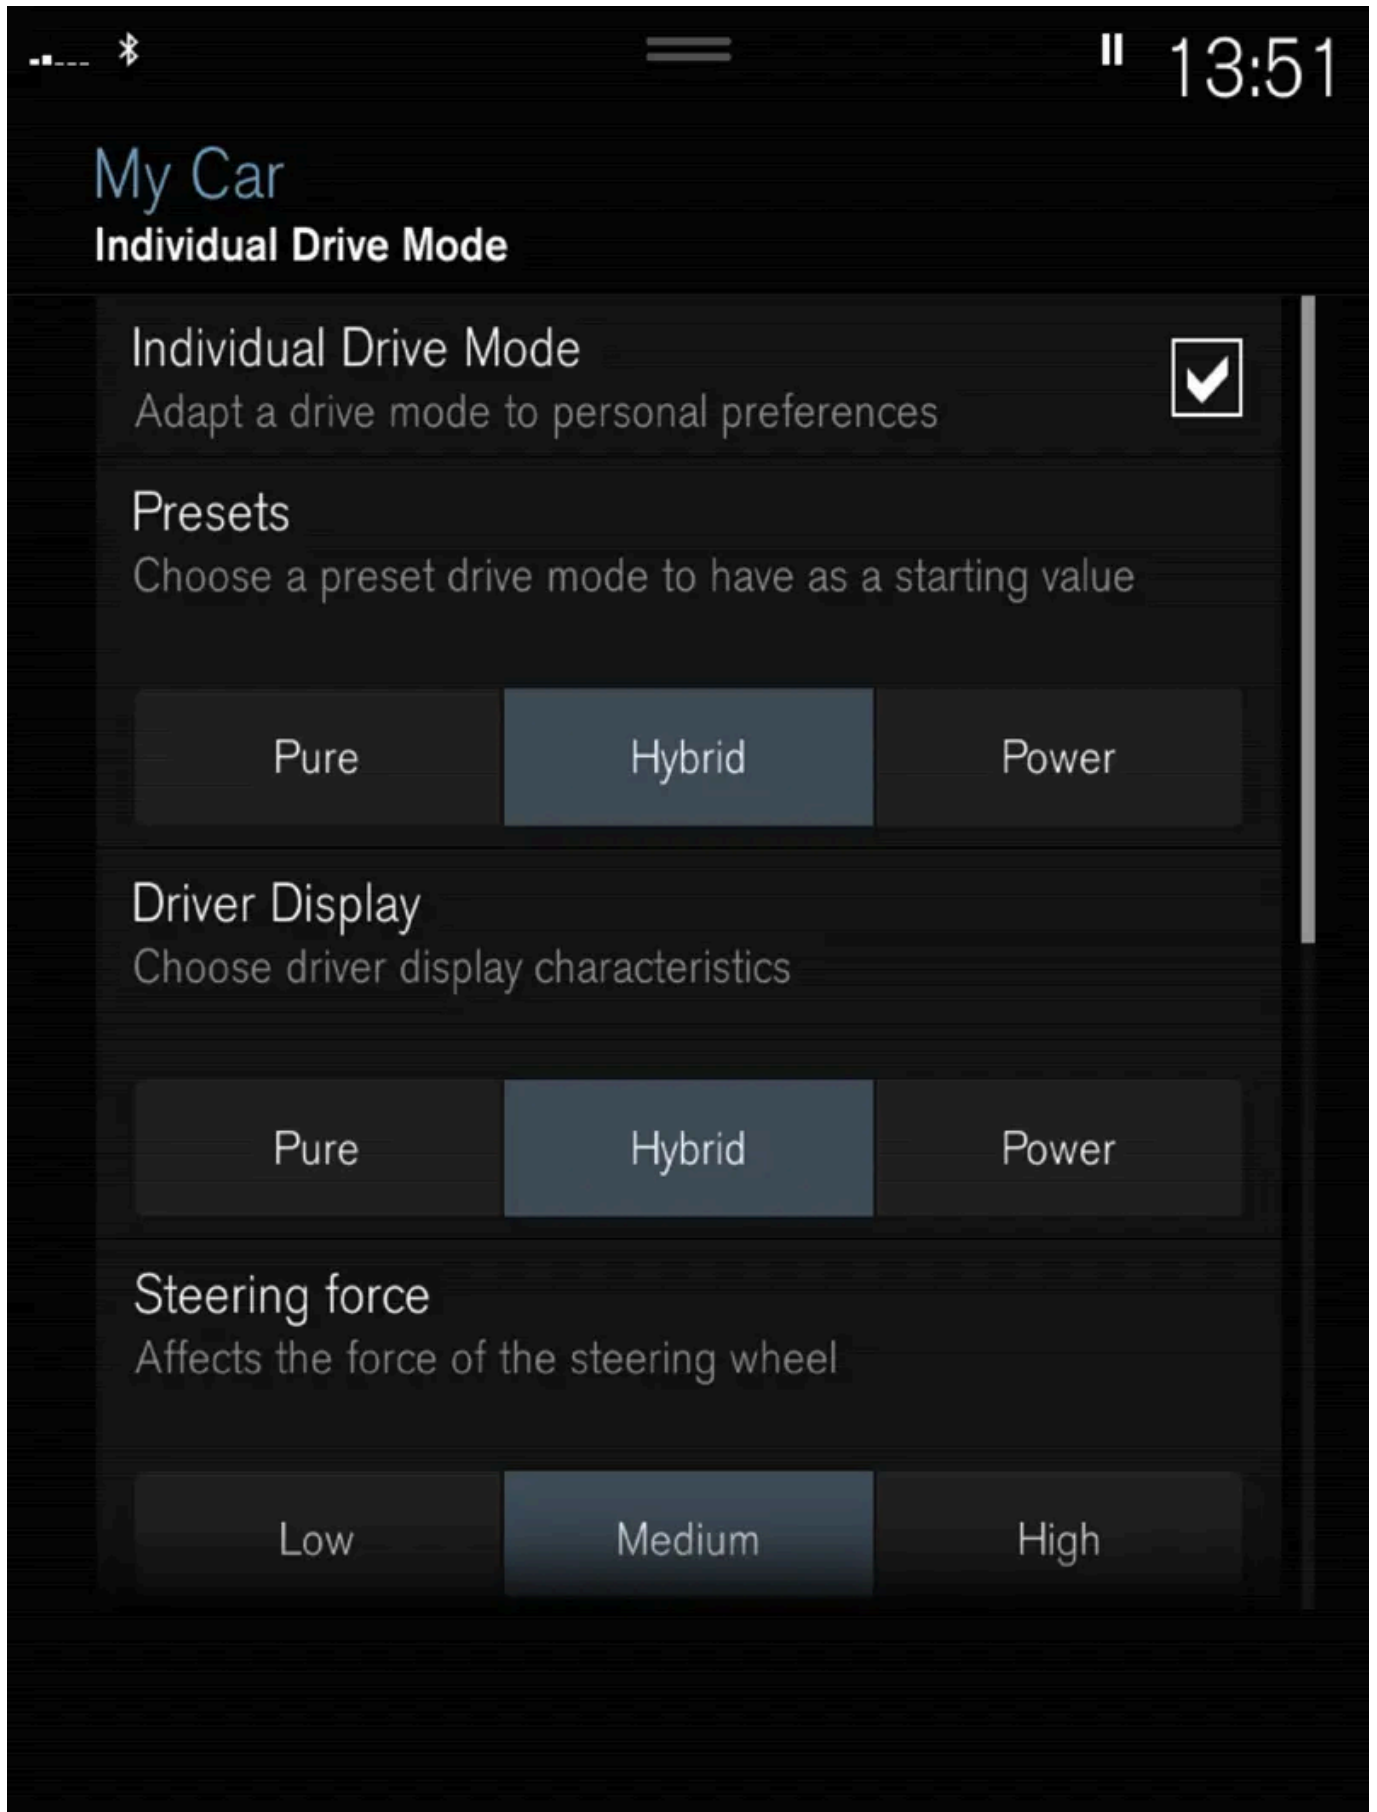 13:51
My Car
Individual Drive Mode
Individual Drive Mode
Adapt a drive mode to personal preferences
Presets
Choose a preset drive mode to have as a starting value
Pure Hybrid Power
Driver Display
Choose driver display characteristics
Pure Hybrid Power
Steering force
Affects the force of the steering wheel
Low Medium High